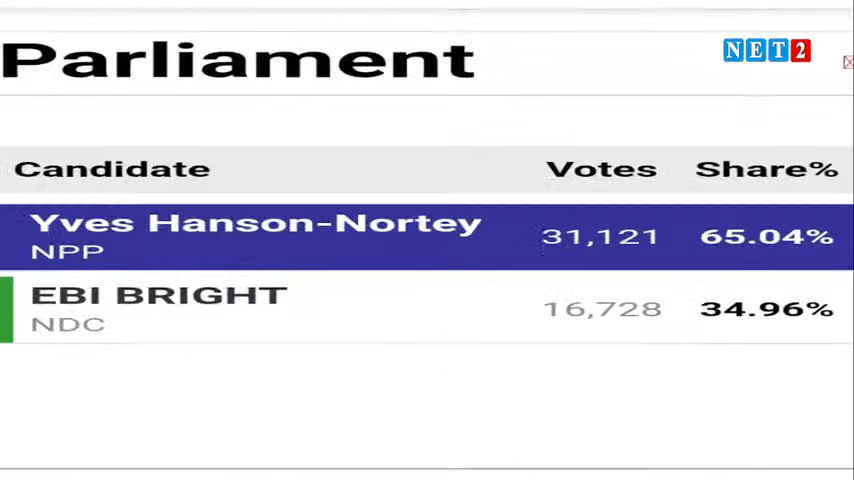 Parliament
NET2
Candidate Votes Share%
Yves Hanson-Nortey 31,121 65.04%
NPP
EBI BRIGHT 16,728 34.96%
NDC